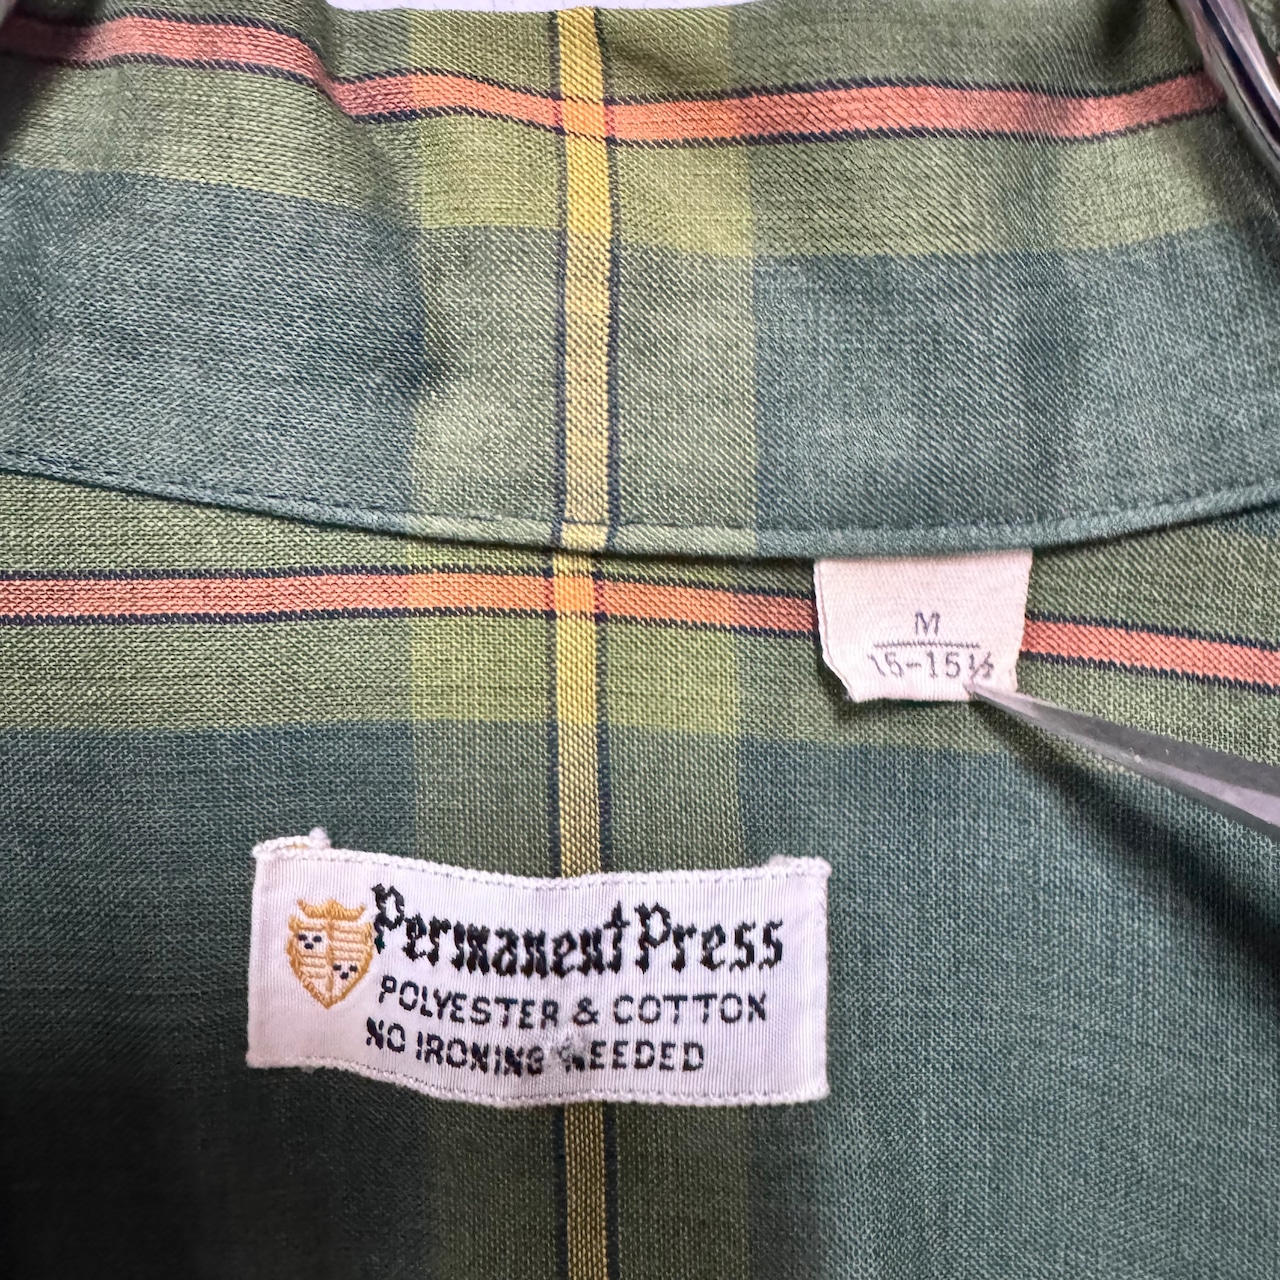 M
15-15½
Permanent Press
POLYESTER & COTTON
NO IRONING NEEDED